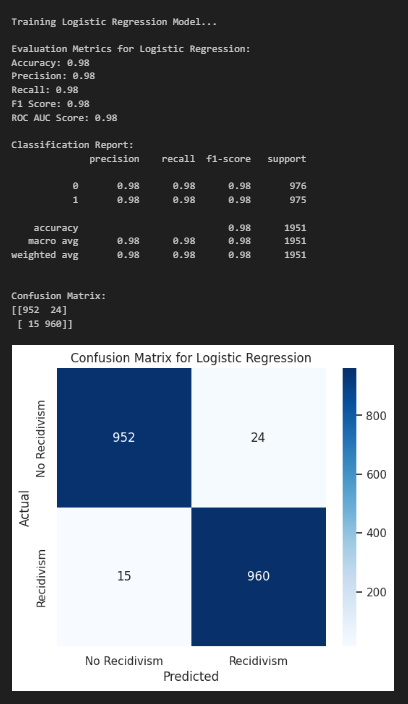 Training Logistic Regression Model...
Evaluation Metrics for Logistic Regression:
Accuracy: 0.98
Precision: 0.98
Recall: 0.98
F1 Score: 0.98
ROC AUC Score: 0.98
Classification Report:
precision recall f1-score support
0 0.98 0.98 0.98 976
1 0.98 0.98 0.98 975
accuracy 0.98 1951
macro avg 0.98 0.98 0.98 1951
weighted avg 0.98 0.98 0.98 1951
Confusion Matrix:
[[952 24]
[ 15 960]]
Confusion Matrix for Logistic Regression
Actual
No Recidivism
952 24
800
600
400
Recidivism
15 960
200
No Recidivism Recidivism
Predicted